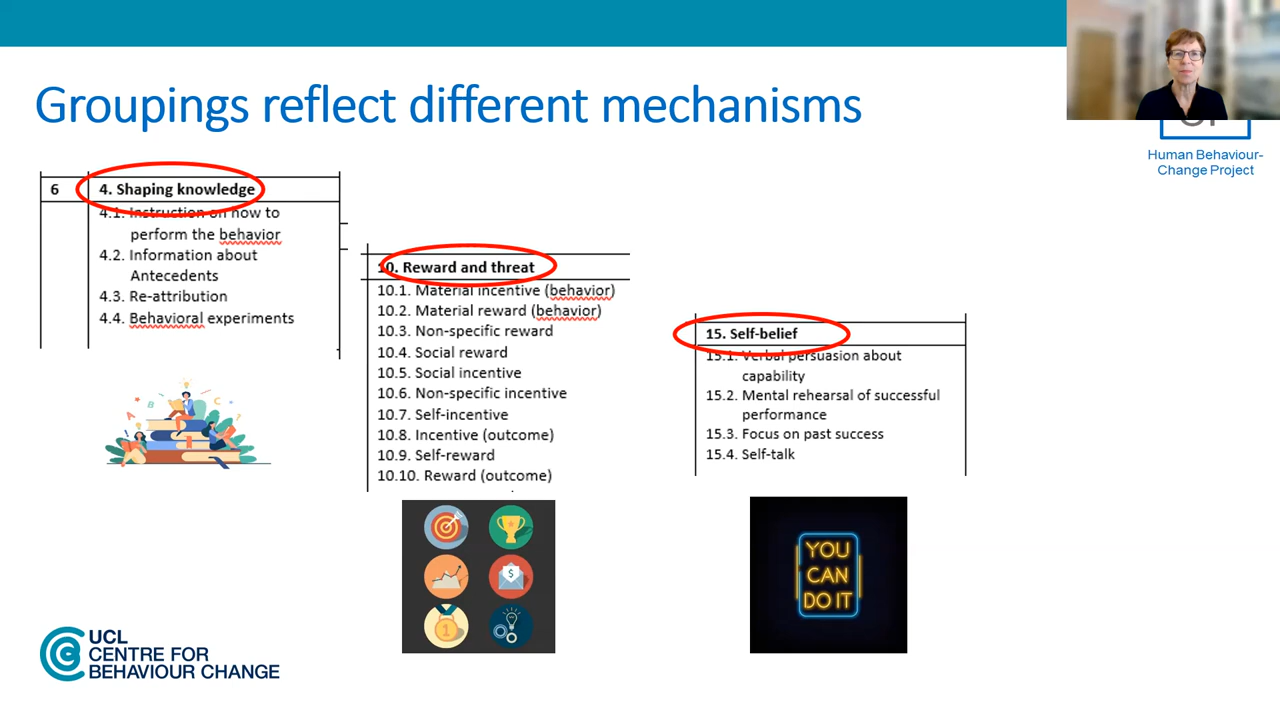 Groupings reflect different mechanisms
Human Behaviour-
Change Project
6
4. Shaping knowledge
4.1. Instruction on how to
perform the behavior
4.2. Information about
Antecedents
4.3. Re-attribution
4.4. Behavioral experiments
10. Reward and threat
10.1. Material incentive (behavior)
10.2. Material reward (behavior)
10.3. Non-specific reward
10.4. Social reward
10.5. Social incentive
10.6. Non-specific incentive
10.7. Self-incentive
10.8. Incentive (outcome)
10.9. Self-reward
10.10. Reward (outcome)
15. Self-belief
15.1. Verbal persuasion about
capability
15.2. Mental rehearsal of successful
performance
15.3. Focus on past success
15.4. Self-talk
A B C
$
1
YOU
CAN
DO IT
UCL
CENTRE FOR
BEHAVIOUR CHANGE